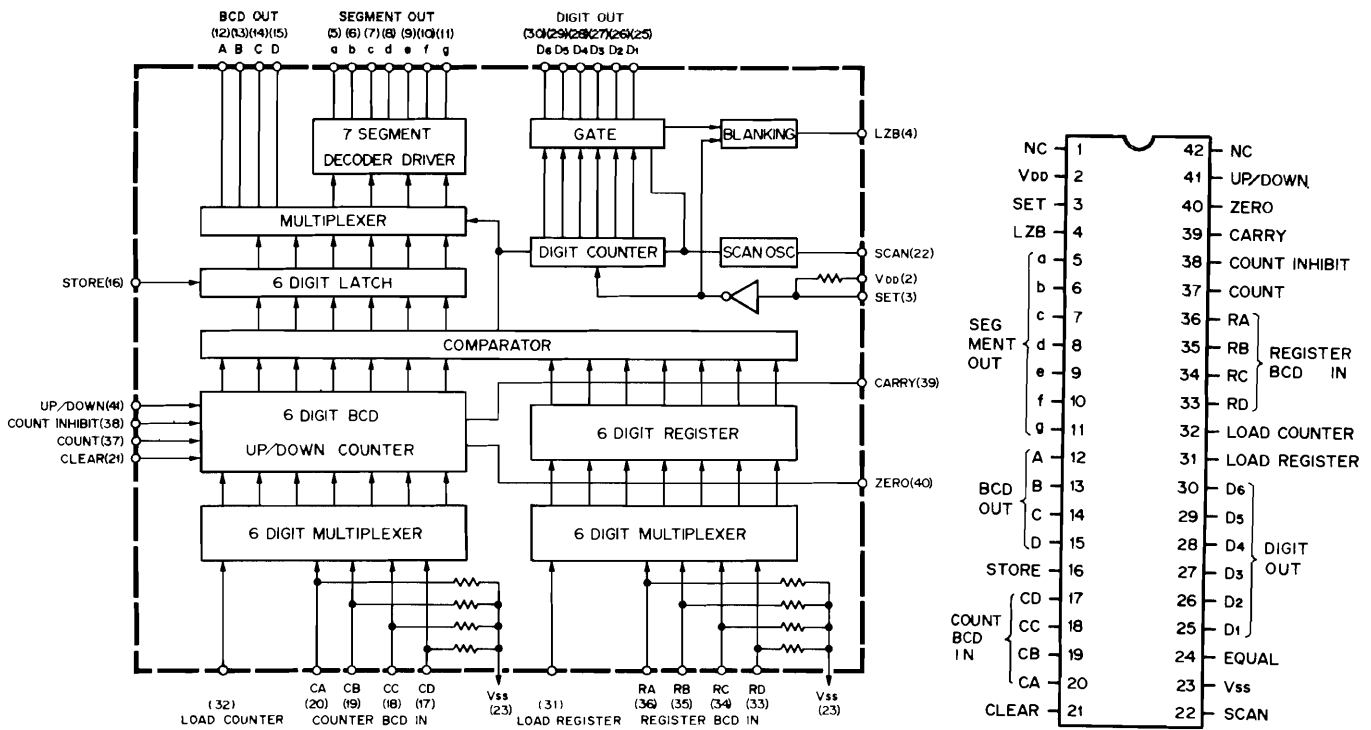 BCD OUT
SEGMENT OUT
DIGIT OUT
(12)(13)(14)(15)
(5) (6) (7) (8) (9) (10) (11)
(30)(29)(28)(27)(26)(25)
A B C D
a b c d e f g
D6 D5 D4 D3 D2 D1
7 SEGMENT
DECODER DRIVER
GATE
BLANKING
LZB(4)
MULTIPLEXER
DIGIT COUNTER
SCAN OSC
SCAN(22)
STORE(16)
6 DIGIT LATCH
VDD(2)
SET(3)
COMPARATOR
CARRY(39)
UP/DOWN(41)
COUNT INHIBIT(38)
COUNT(37)
CLEAR(21)
6 DIGIT BCD
UP/DOWN COUNTER
6 DIGIT REGISTER
ZERO(40)
6 DIGIT MULTIPLEXER
6 DIGIT MULTIPLEXER
(32)
LOAD COUNTER
CA CB CC CD
(20) (19) (18) (17)
COUNTER BCD IN
Vss
(23)
(31)
LOAD REGISTER
RA RB RC RD
(36) (35) (34) (33)
REGISTER BCD IN
Vss
(23)
NC 1
VDD 2
SET 3
LZB 4
a 5
b 6
c 7
d 8
e 9
f 10
g 11
SEG
MENT
OUT
A 12
B 13
C 14
D 15
BCD
OUT
STORE 16
CD 17
CC 18
CB 19
CA 20
COUNT
BCD
IN
CLEAR 21
42 NC
41 UP/DOWN
40 ZERO
39 CARRY
38 COUNT INHIBIT
37 COUNT
36 RA
35 RB
34 RC
33 RD
REGISTER
BCD IN
32 LOAD COUNTER
31 LOAD REGISTER
30 D6
29 D5
28 D4
27 D3
26 D2
25 D1
DIGIT
OUT
24 EQUAL
23 Vss
22 SCAN